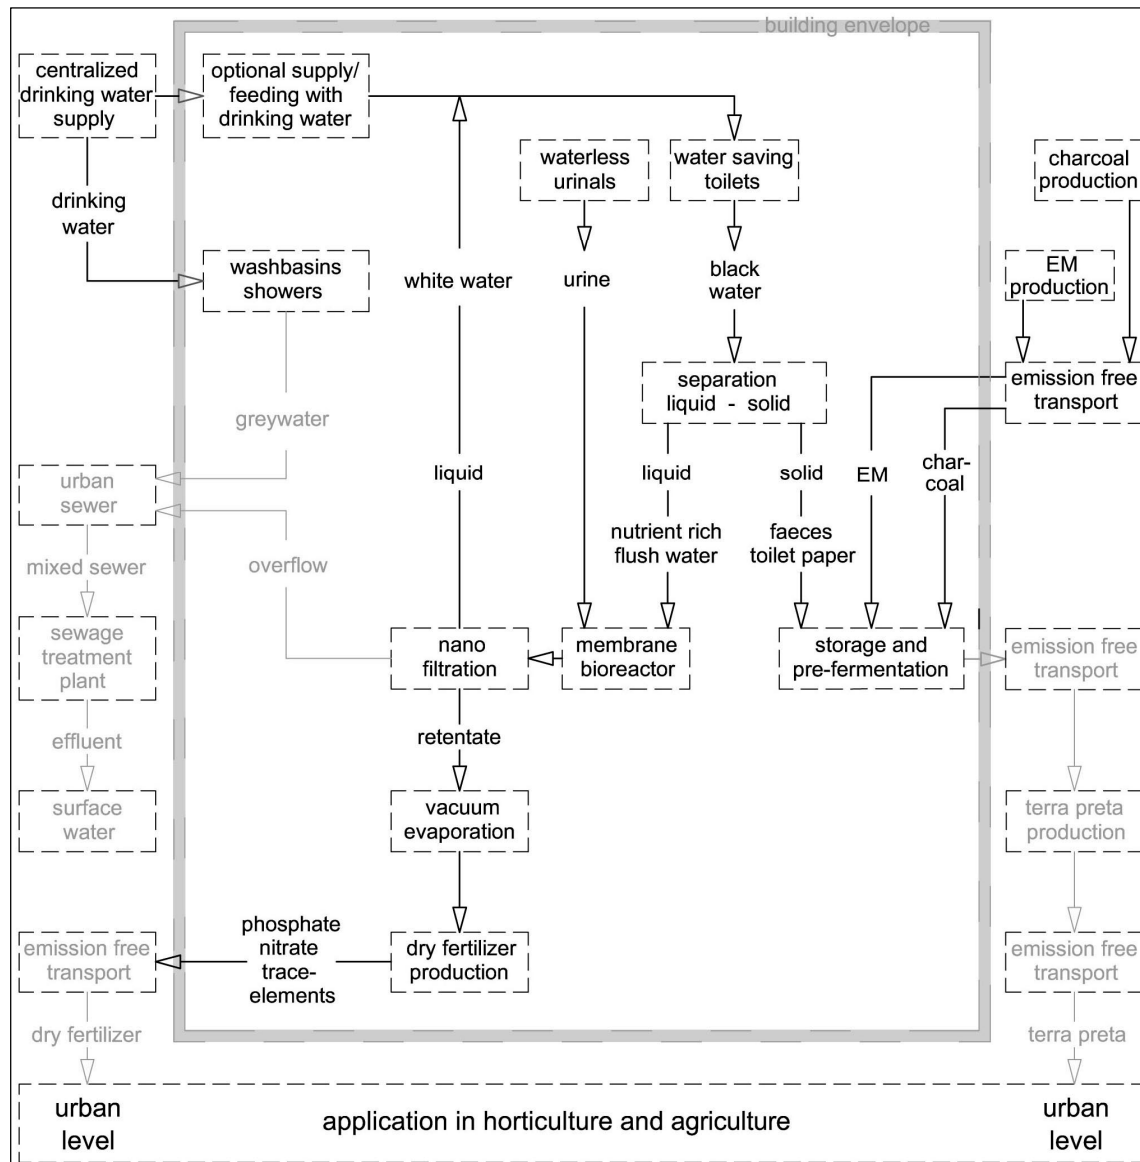 building envelope
centralized
drinking water
supply
optional supply/
feeding with
drinking water
waterless
urinals
water saving
toilets
charcoal
production
drinking
water
washbasins
showers
white water
urine
black
water
EM
production
separation
liquid - solid
emission free
transport
greywater
urban
sewer
liquid
liquid
solid
EM
char-
coal
nutrient rich
flush water
faeces
toilet paper
mixed sewer
overflow
sewage
treatment
plant
nano
filtration
membrane
bioreactor
storage and
pre-fermentation
emission free
transport
effluent
retentate
surface
water
vacuum
evaporation
terra preta
production
phosphate
nitrate
trace-
elements
emission free
transport
dry fertilizer
production
emission free
transport
dry fertilizer
terra preta
urban
level
application in horticulture and agriculture
urban
level